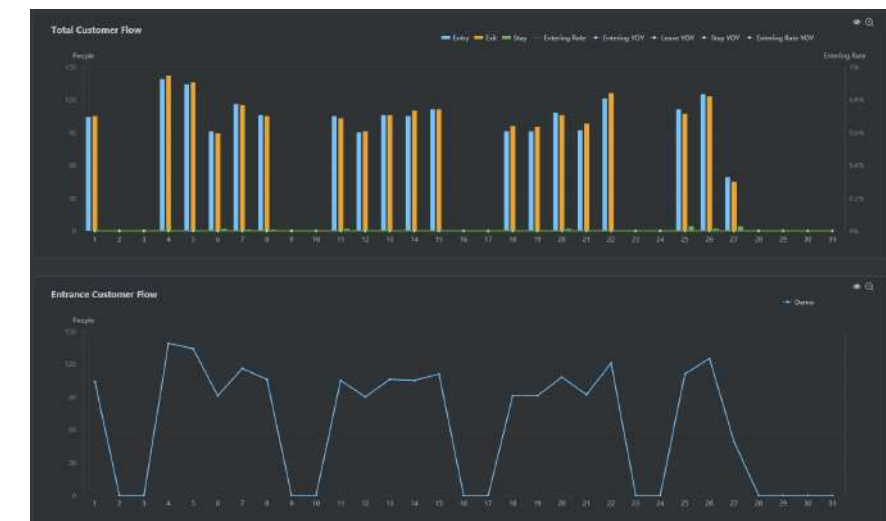 Total Customer Flow
Entry Exit Stay Entering Rate Entering YOY Leave YOY Stay YOY Entering Rate YOY
People Entering Rate
150 1%
120 0.8%
90 0.6%
60 0.4%
30 0.2%
0 0%
1 2 3 4 5 6 7 8 9 10 11 12 13 14 15 16 17 18 19 20 21 22 23 24 25 26 27 28 29 30 31
Entrance Customer Flow
Demo
People
150
120
90
60
30
0
1 2 3 4 5 6 7 8 9 10 11 12 13 14 15 16 17 18 19 20 21 22 23 24 25 26 27 28 29 30 31